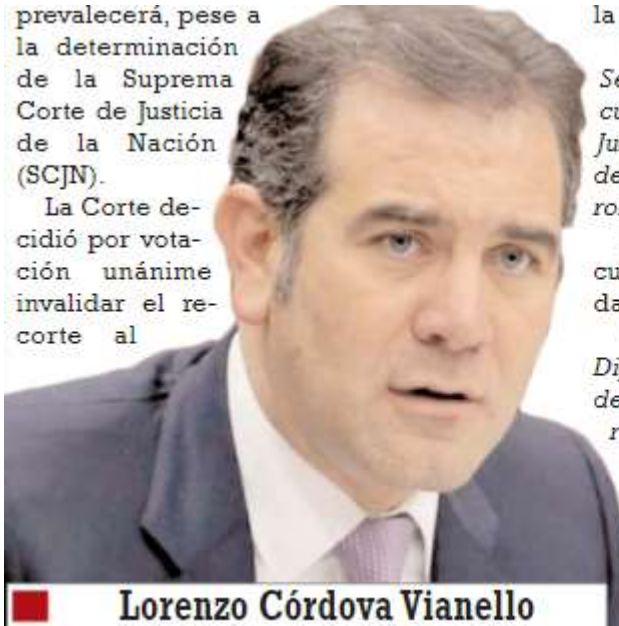 prevalecerá, pese a
la determinación
de la Suprema
Corte de Justicia
de la Nación
(SCJN).
La Corte de-
cidió por vota-
ción unánime
invalidar el re-
corte al
la
Lorenzo Córdova Vianello